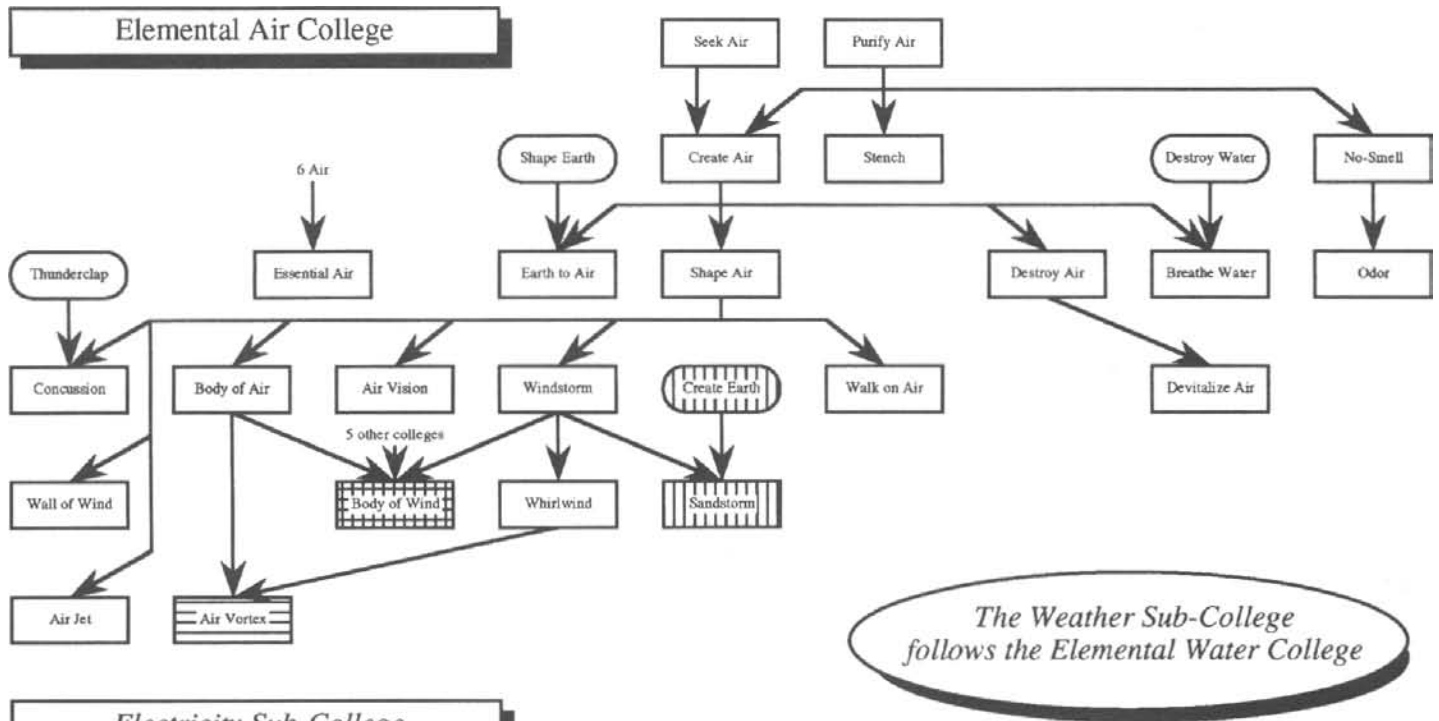 Elemental Air College
Seek Air
Purify Air
6 Air
Shape Earth
Create Air
Stench
Destroy Water
No-Smell
Thunderclap
Essential Air
Earth to Air
Shape Air
Destroy Air
Breathe Water
Odor
Concussion
Body of Air
Air Vision
Windstorm
Create Earth
Walk on Air
Devitalize Air
5 other colleges
Wall of Wind
Body of Wind
Whirlwind
Sandstorm
Air Jet
Air Vortex
The Weather Sub-College
follows the Elemental Water College
Electricity Sub-College